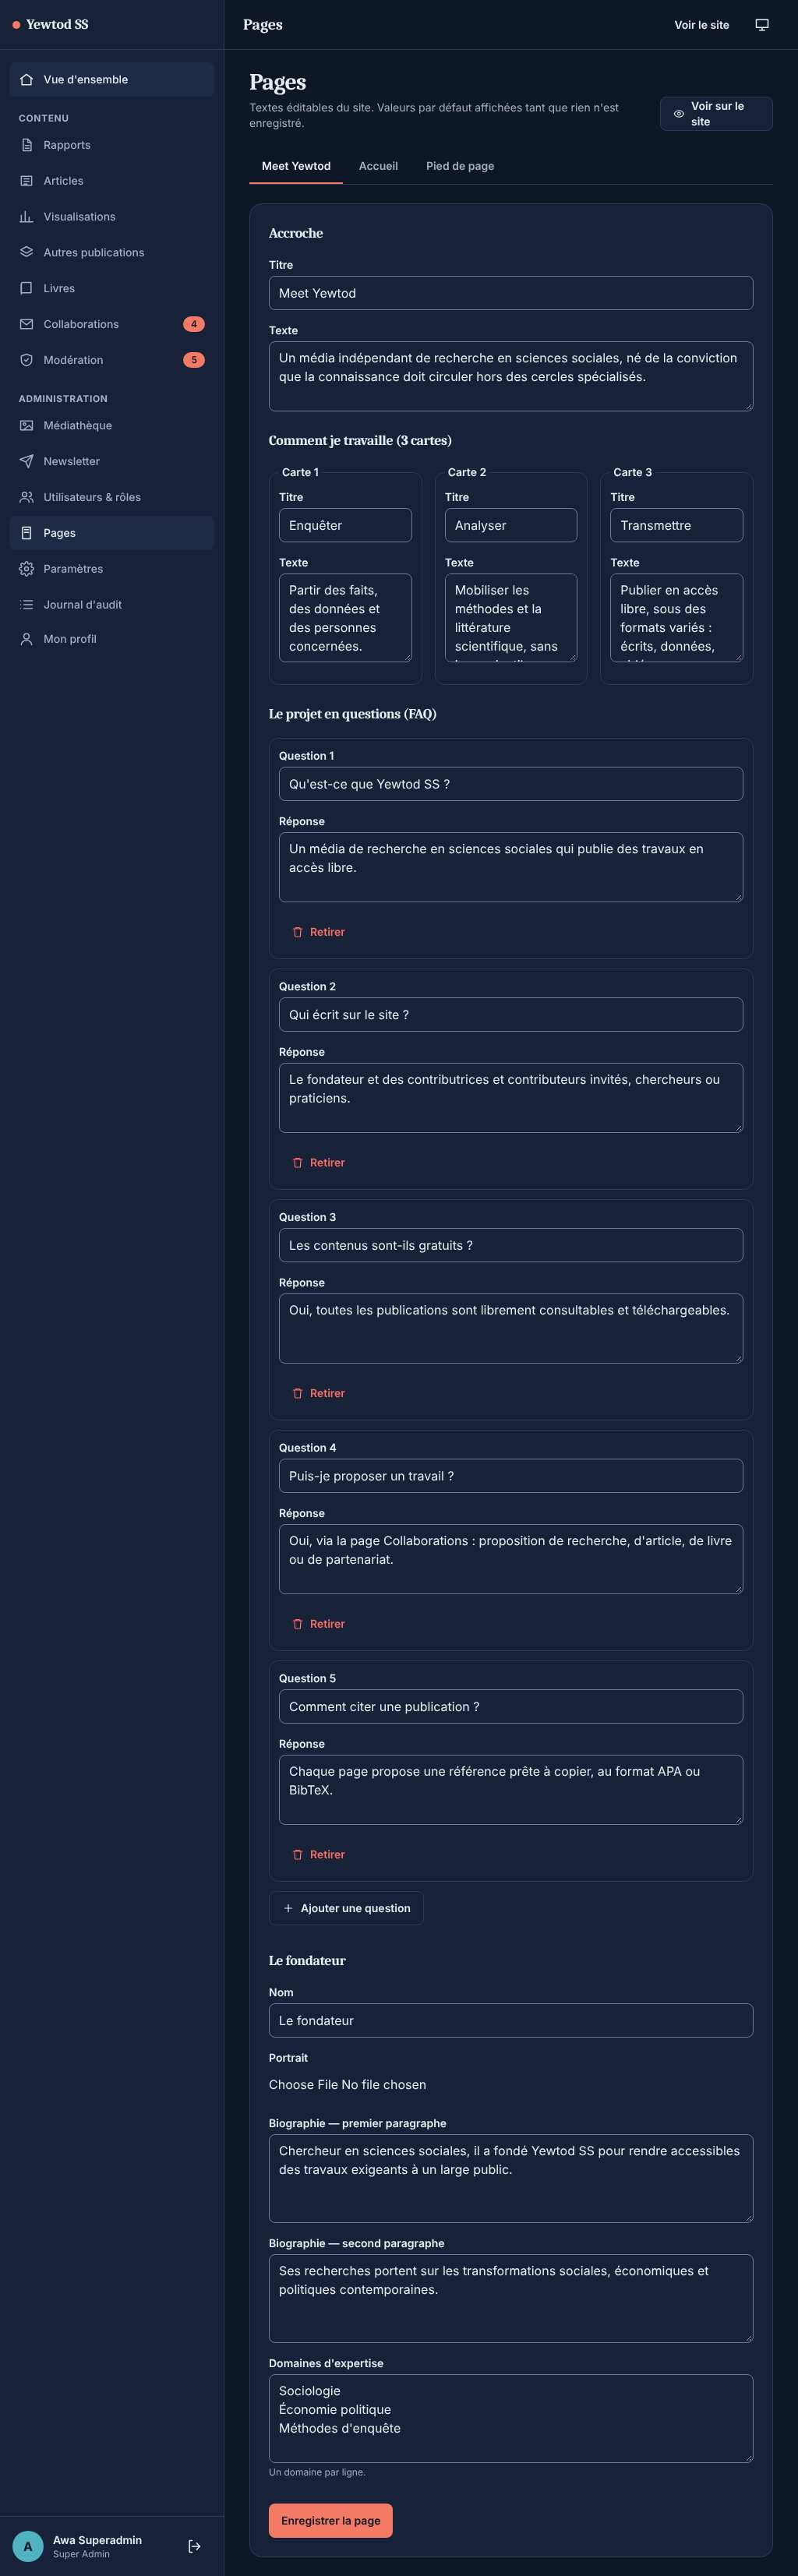 Yewtod SS
Pages
Voir le site
Vue d'ensemble
CONTENU
Rapports
Articles
Visualisations
Autres publications
Livres
Collaborations 4
Modération 5
ADMINISTRATION
Médiathèque
Newsletter
Utilisateurs & rôles
Pages
Paramètres
Journal d'audit
Mon profil
Awa Superadmin
Super Admin
A
Pages
Textes éditables du site. Valeurs par défaut affichées tant que rien n'est
enregistré.
Voir sur le
site
Meet Yewtod Accueil Pied de page
Accroche
Titre
Meet Yewtod
Texte
Un média indépendant de recherche en sciences sociales, né de la conviction
que la connaissance doit circuler hors des cercles spécialisés.
Comment je travaille (3 cartes)
Carte 1
Titre
Enquêter
Texte
Partir des faits,
des données et
des personnes
concernées.
Carte 2
Titre
Analyser
Texte
Mobiliser les
méthodes et la
littérature
scientifique, sans
Carte 3
Titre
Transmettre
Texte
Publier en accès
libre, sous des
formats variés :
écrits, données,
Le projet en questions (FAQ)
Question 1
Qu'est-ce que Yewtod SS ?
Réponse
Un média de recherche en sciences sociales qui publie des travaux en
accès libre.
Retirer
Question 2
Qui écrit sur le site ?
Réponse
Le fondateur et des contributrices et contributeurs invités, chercheurs ou
praticiens.
Retirer
Question 3
Les contenus sont-ils gratuits ?
Réponse
Oui, toutes les publications sont librement consultables et téléchargeables.
Retirer
Question 4
Puis-je proposer un travail ?
Réponse
Oui, via la page Collaborations : proposition de recherche, d'article, de livre
ou de partenariat.
Retirer
Question 5
Comment citer une publication ?
Réponse
Chaque page propose une référence prête à copier, au format APA ou
BibTeX.
Retirer
Ajouter une question
Le fondateur
Nom
Le fondateur
Portrait
Choose File No file chosen
Biographie — premier paragraphe
Chercheur en sciences sociales, il a fondé Yewtod SS pour rendre accessibles
des travaux exigeants à un large public.
Biographie — second paragraphe
Ses recherches portent sur les transformations sociales, économiques et
politiques contemporaines.
Domaines d'expertise
Sociologie
Économie politique
Méthodes d'enquête
Un domaine par ligne.
Enregistrer la page